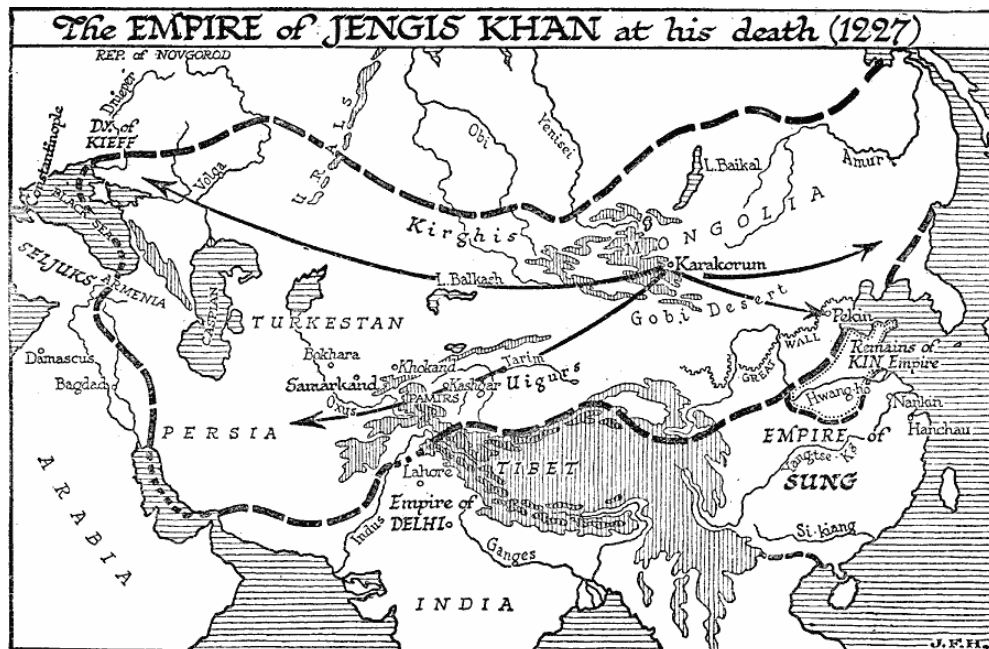 The EMPIRE of JENGIS KHAN at his death (1227)
REP. of NOVGOROD
Dnieper
DY. of
KIEFF
Constantinople
BLACK SEA
Volga
URALS
Obi
Yenisei
L.Baikal
Amur
Kirghis
MONGOLIA
Karakorum
SELJUKS
ARMENIA
CASPIAN
L.Balkash
Gobi Desert
TURKESTAN
Pekin
GREAT WALL
Remains of
KIN Empire
Damascus
Bagdad
Bokhara
Khokand
Tarim
Samarkand
Kashgar
Uigurs
Oxus
PAMIRS
Hwang-ho
Nankin
Hanchau
PERSIA
EMPIRE of
SUNG
Yangtse-Kia
TIBET
Lahore
Empire of
DELHI
Indus
Ganges
Si-kiang
ARABIA
INDIA
J.F.H.